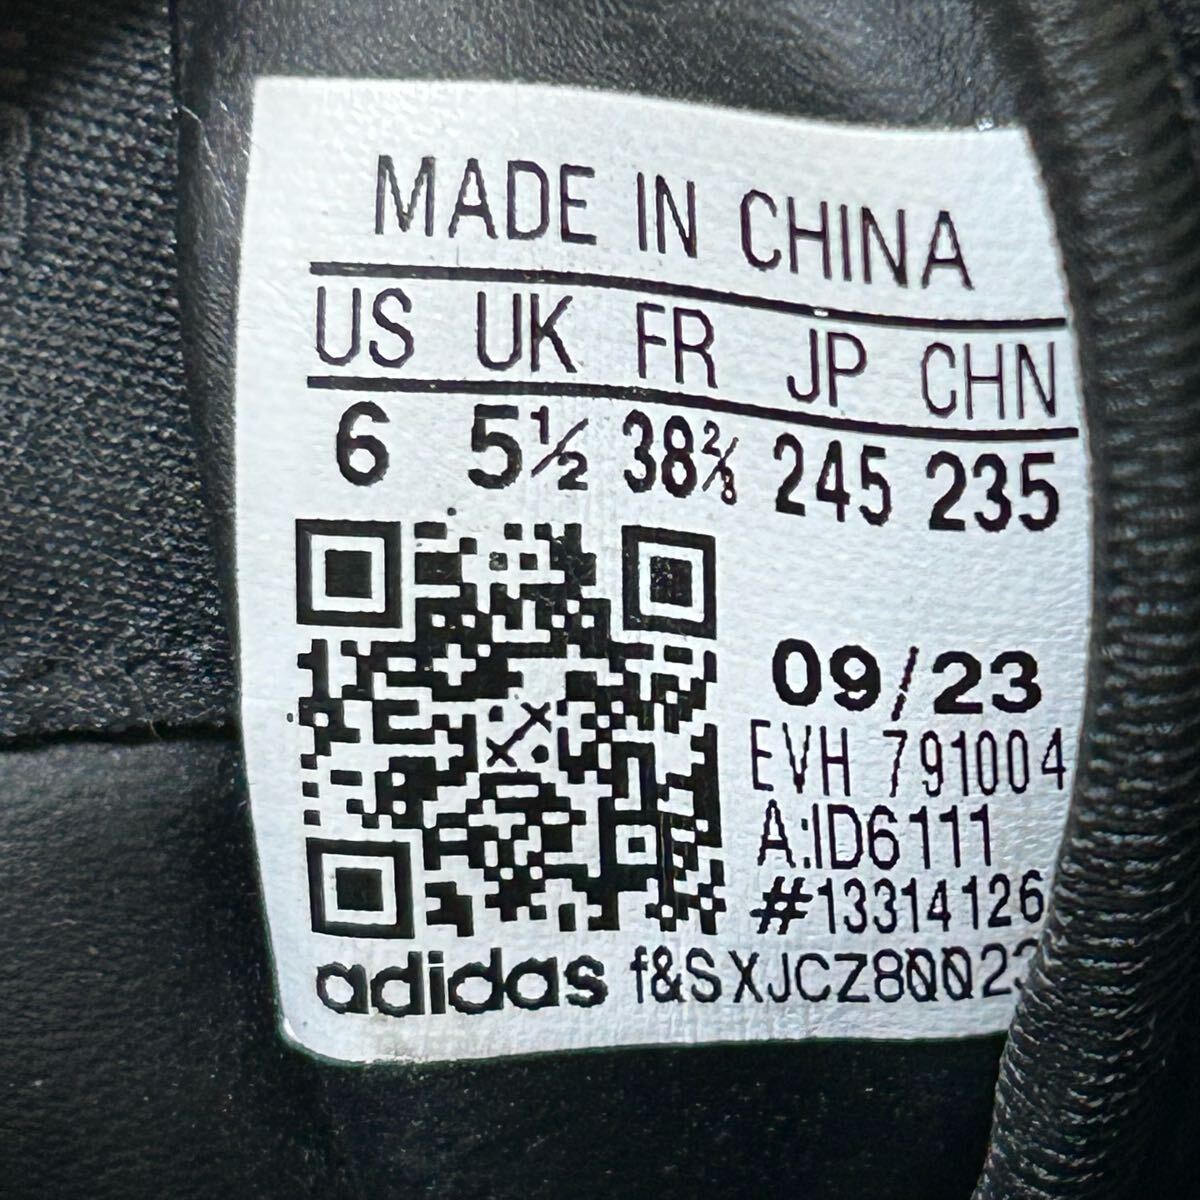 MADE IN CHINA
US UK FR JP CHN
6 5½ 38⅔ 245 235
09/23
EVH 791004
A:ID6111
#13314126
adidas f&SXJCZ80023